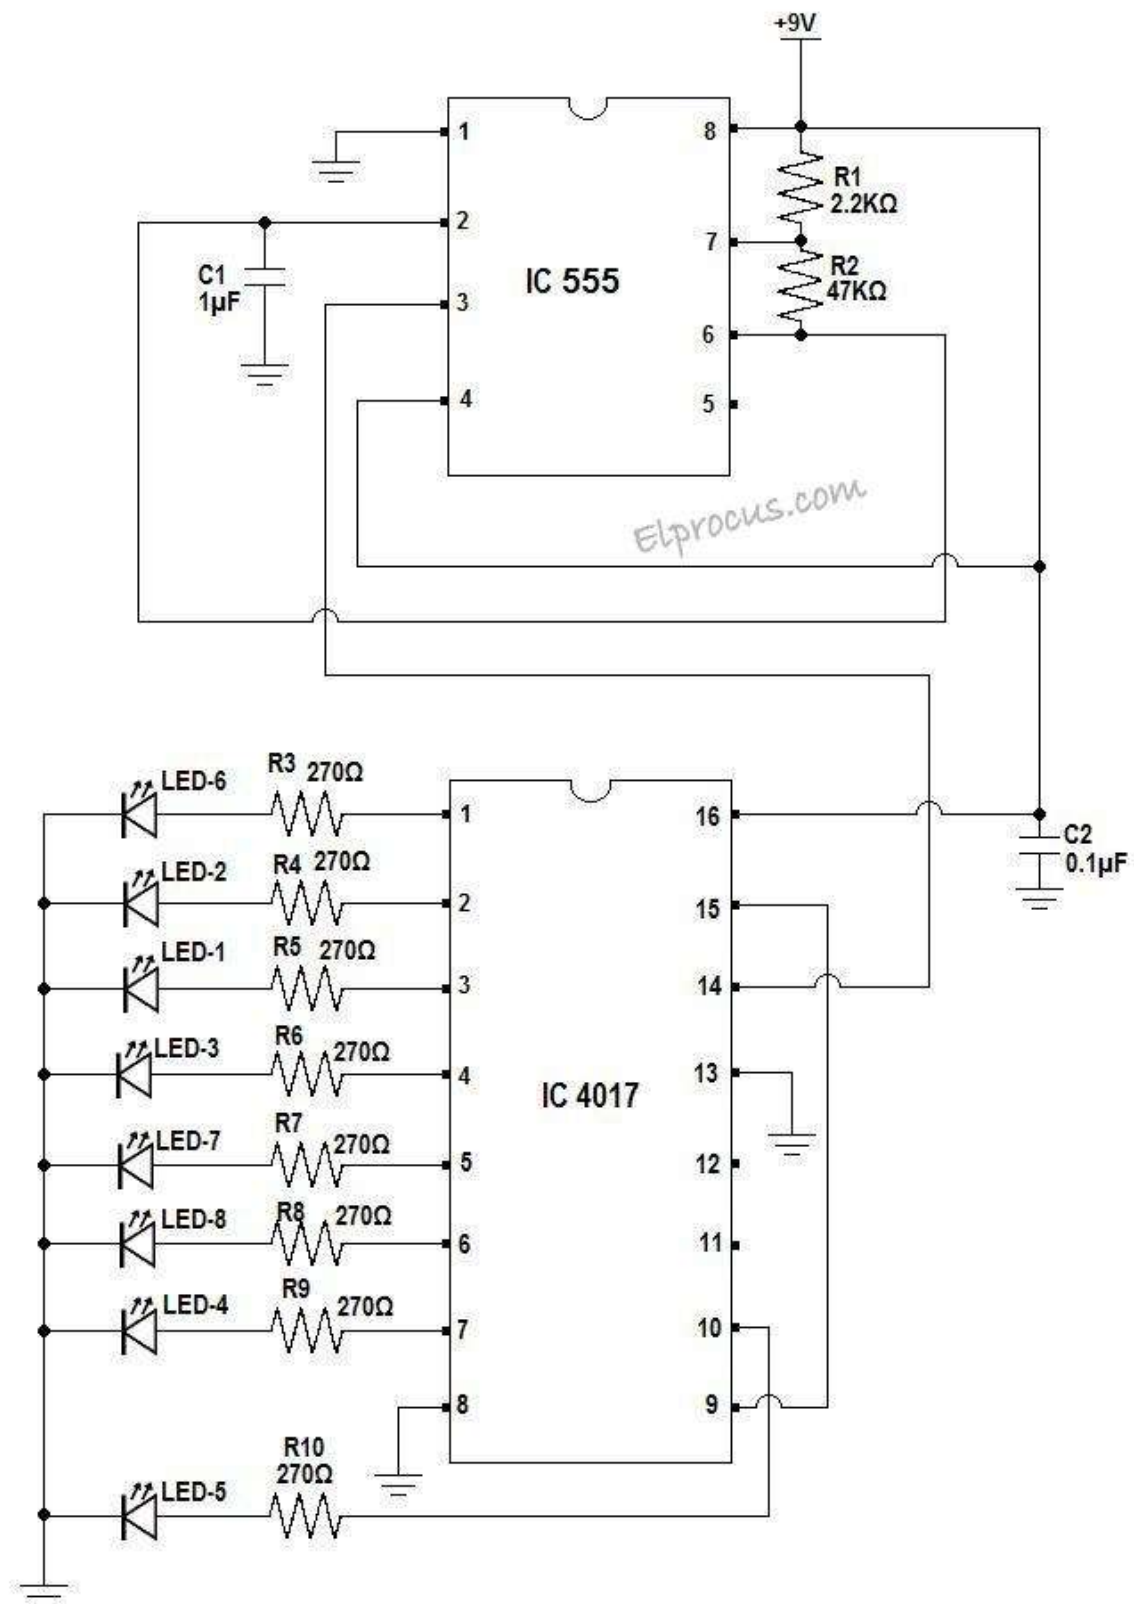 +9V
1
8
R1
2.2KΩ
2
7
C1
1µF
IC 555
R2
47KΩ
3
6
4
5
Elprocus.com
LED-6
R3
270Ω
1
16
C2
0.1µF
LED-2
R4
270Ω
2
15
LED-1
R5
270Ω
3
14
LED-3
R6
270Ω
4
13
IC 4017
LED-7
R7
270Ω
5
12
LED-8
R8
270Ω
6
11
LED-4
R9
270Ω
7
10
8
9
R10
270Ω
LED-5